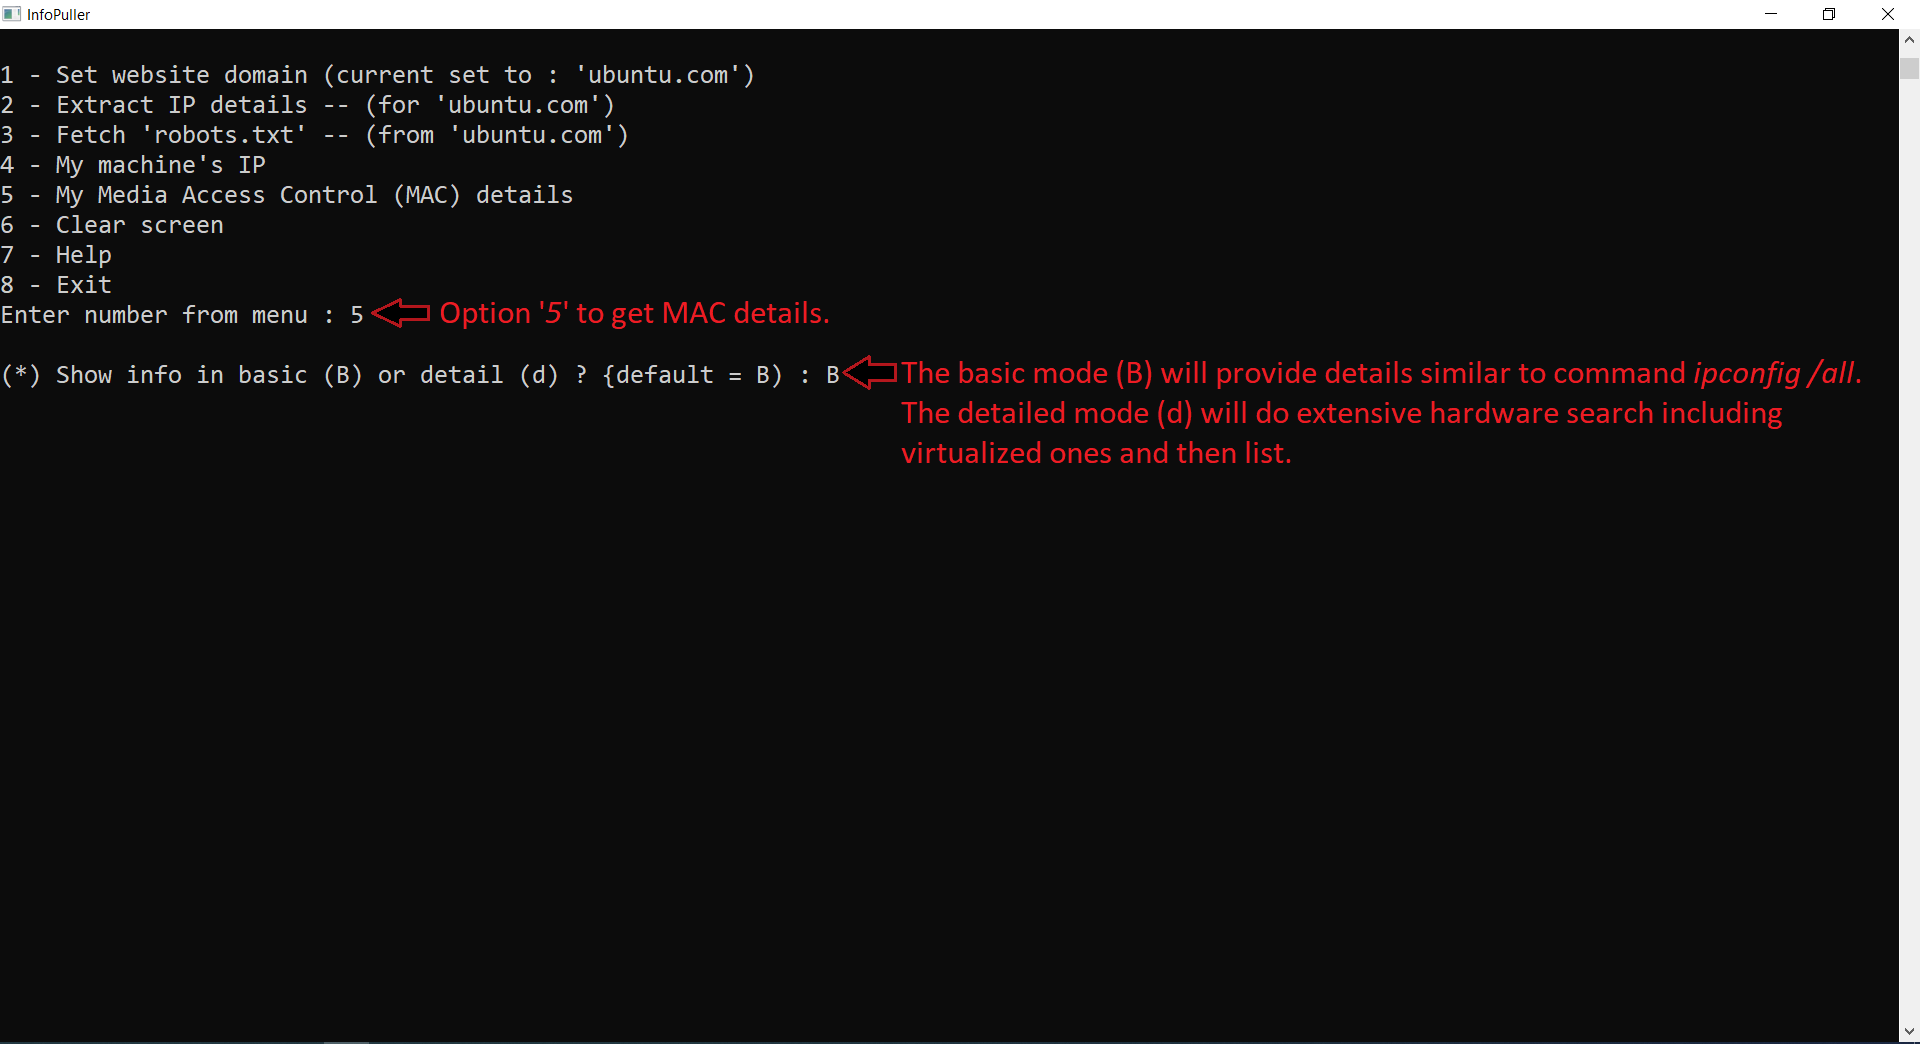 InfoPuller
1 - Set website domain (current set to : 'ubuntu.com')
2 - Extract IP details -- (for 'ubuntu.com')
3 - Fetch 'robots.txt' -- (from 'ubuntu.com')
4 - My machine's IP
5 - My Media Access Control (MAC) details
6 - Clear screen
7 - Help
8 - Exit
Enter number from menu : 5 Option '5' to get MAC details.
(*) Show info in basic (B) or detail (d) ? {default = B) : B The basic mode (B) will provide details similar to command ipconfig /all.
The detailed mode (d) will do extensive hardware search including
virtualized ones and then list.